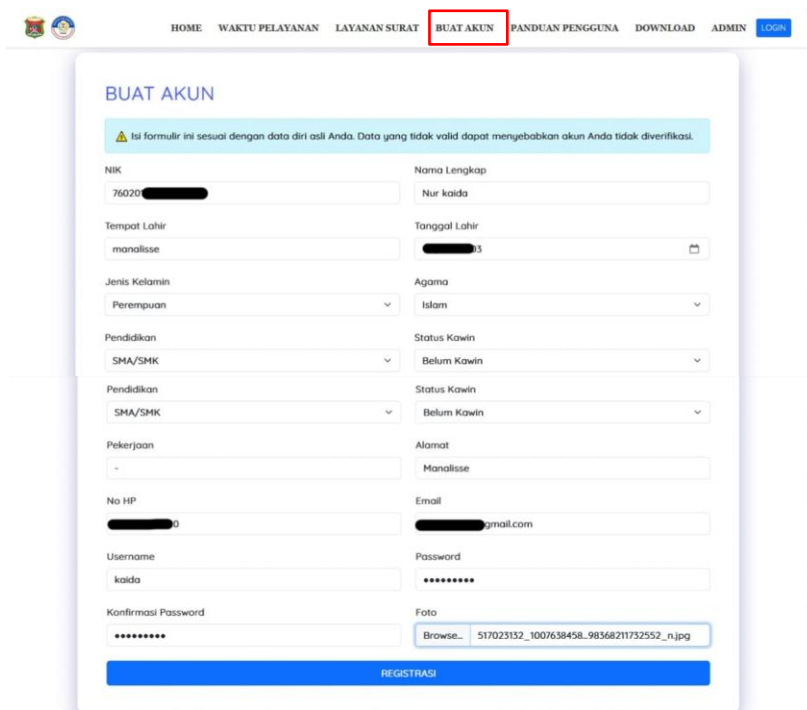 HOME WAKTU PELAYANAN LAYANAN SURAT BUAT AKUN PANDUAN PENGGUNA DOWNLOAD ADMIN LOGIN
BUAT AKUN
Isi formulir ini sesuai dengan data diri asli Anda. Data yang tidak valid dapat menyebabkan akun Anda tidak diverifikasi.
NIK Nama Lengkap
76020 Nur kaida
Tempat Lahir Tanggal Lahir
manalisse 03
Jenis Kelamin Agama
Perempuan Islam
Pendidikan Status Kawin
SMA/SMK Belum Kawin
Pendidikan Status Kawin
SMA/SMK Belum Kawin
Pekerjaan Alamat
- Manalisse
No HP Email
0 gmail.com
Username Password
kaida •••••••••
Konfirmasi Password Foto
••••••••• Browse... 517023132_1007638458...98368211732552_n.jpg
REGISTRASI